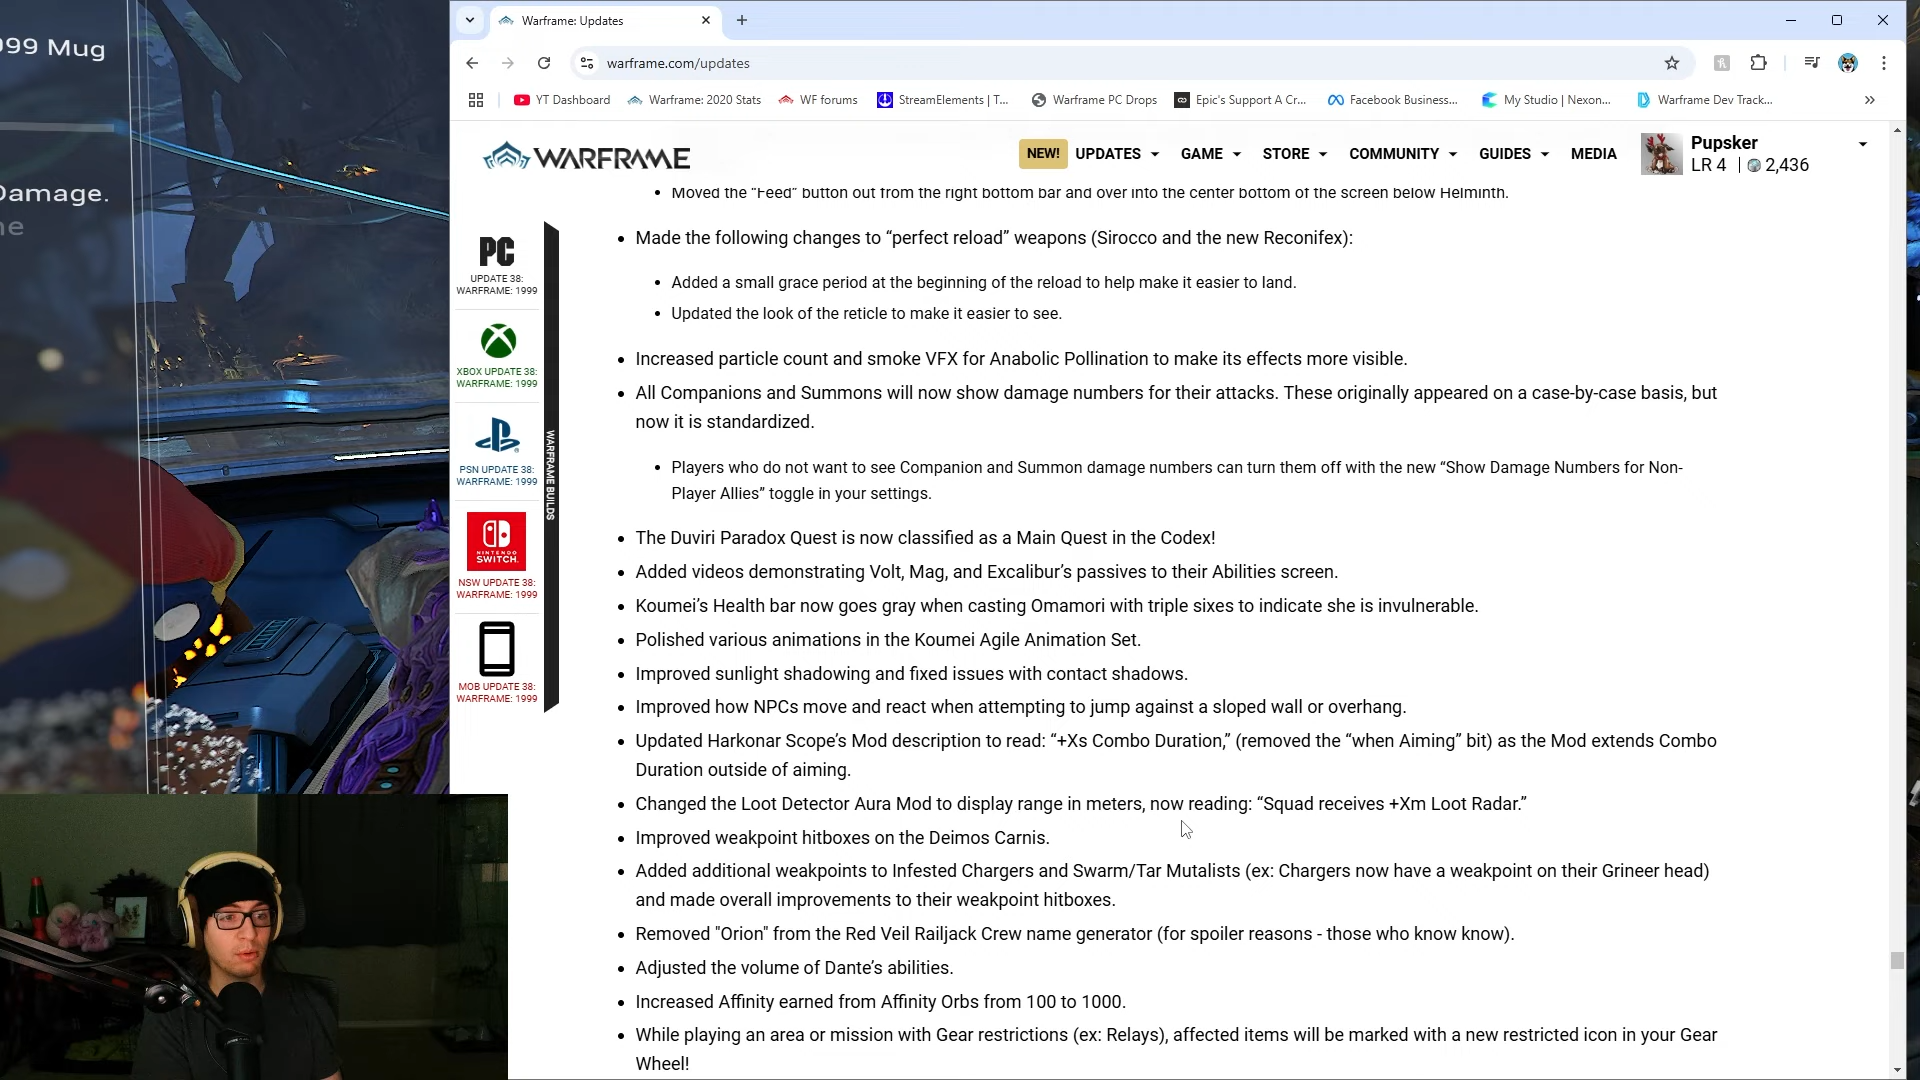 999 Mug
Damage.
Warframe: Updates
warframe.com/updates
YT Dashboard
Warframe: 2020 Stats
WF forums
StreamElements | T...
Warframe PC Drops
Epic's Support A Cr...
Facebook Business...
My Studio | Nexon...
Warframe Dev Track...
WARFRAME
NEW! UPDATES GAME STORE COMMUNITY GUIDES MEDIA
Pupsker
LR 4 | 2,436
PC
UPDATE 38:
WARFRAME: 1999
XBOX UPDATE 38:
WARFRAME: 1999
PSN UPDATE 38:
WARFRAME: 1999
NINTENDO
SWITCH
NSW UPDATE 38:
WARFRAME: 1999
MOB UPDATE 38:
WARFRAME: 1999
WARFRAME BUILDS
• Moved the “Feed” button out from the right bottom bar and over into the center bottom of the screen below Helminth.
• Made the following changes to “perfect reload” weapons (Sirocco and the new Reconifex):
• Added a small grace period at the beginning of the reload to help make it easier to land.
• Updated the look of the reticle to make it easier to see.
• Increased particle count and smoke VFX for Anabolic Pollination to make its effects more visible.
• All Companions and Summons will now show damage numbers for their attacks. These originally appeared on a case-by-case basis, but
now it is standardized.
• Players who do not want to see Companion and Summon damage numbers can turn them off with the new “Show Damage Numbers for Non-
Player Allies” toggle in your settings.
• The Duviri Paradox Quest is now classified as a Main Quest in the Codex!
• Added videos demonstrating Volt, Mag, and Excalibur’s passives to their Abilities screen.
• Koumei’s Health bar now goes gray when casting Omamori with triple sixes to indicate she is invulnerable.
• Polished various animations in the Koumei Agile Animation Set.
• Improved sunlight shadowing and fixed issues with contact shadows.
• Improved how NPCs move and react when attempting to jump against a sloped wall or overhang.
• Updated Harkonar Scope’s Mod description to read: “+Xs Combo Duration,” (removed the “when Aiming” bit) as the Mod extends Combo
Duration outside of aiming.
• Changed the Loot Detector Aura Mod to display range in meters, now reading: “Squad receives +Xm Loot Radar.”
• Improved weakpoint hitboxes on the Deimos Carnis.
• Added additional weakpoints to Infested Chargers and Swarm/Tar Mutalists (ex: Chargers now have a weakpoint on their Grineer head)
and made overall improvements to their weakpoint hitboxes.
• Removed "Orion" from the Red Veil Railjack Crew name generator (for spoiler reasons - those who know know).
• Adjusted the volume of Dante’s abilities.
• Increased Affinity earned from Affinity Orbs from 100 to 1000.
• While playing an area or mission with Gear restrictions (ex: Relays), affected items will be marked with a new restricted icon in your Gear
Wheel!